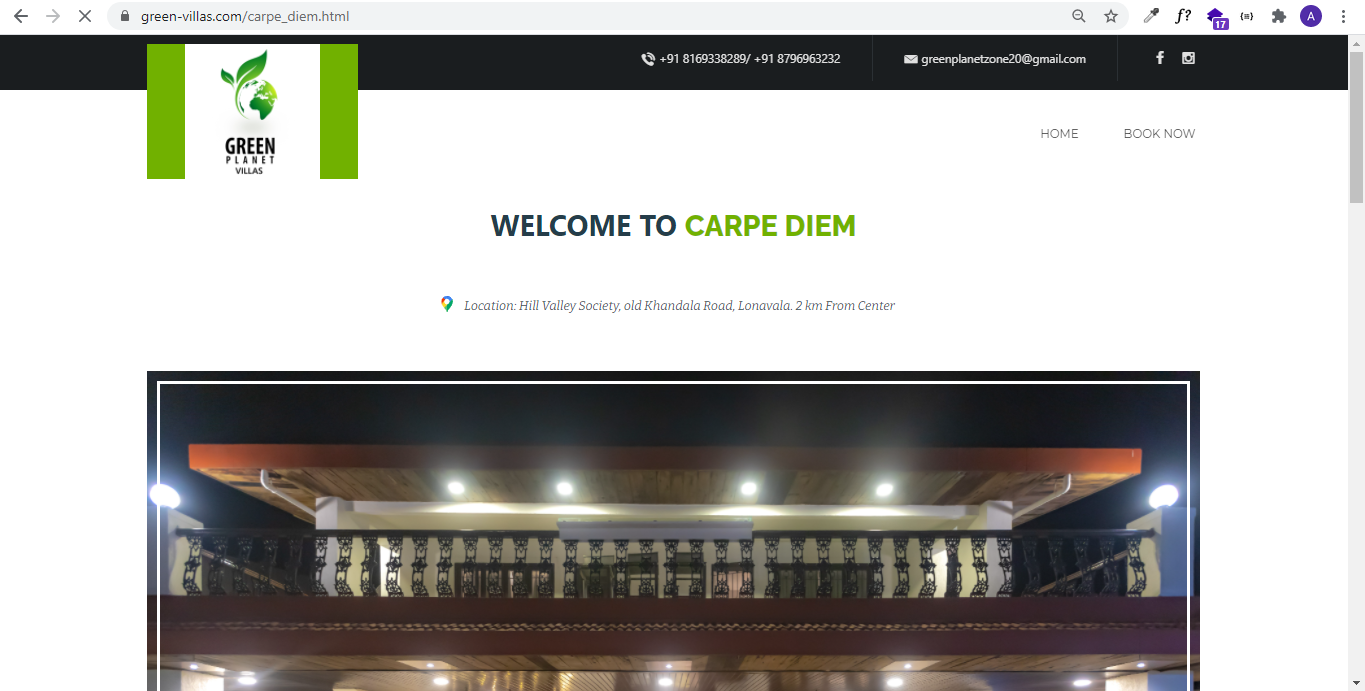 green-villas.com/carpe_diem.html
f?
17
A
+91 8169338289/ +91 8796963232
greenplanetzone20@gmail.com
GREEN
PLANET
VILLAS
HOME
BOOK NOW
WELCOME TO CARPE DIEM
Location: Hill Valley Society, old Khandala Road, Lonavala. 2 km From Center